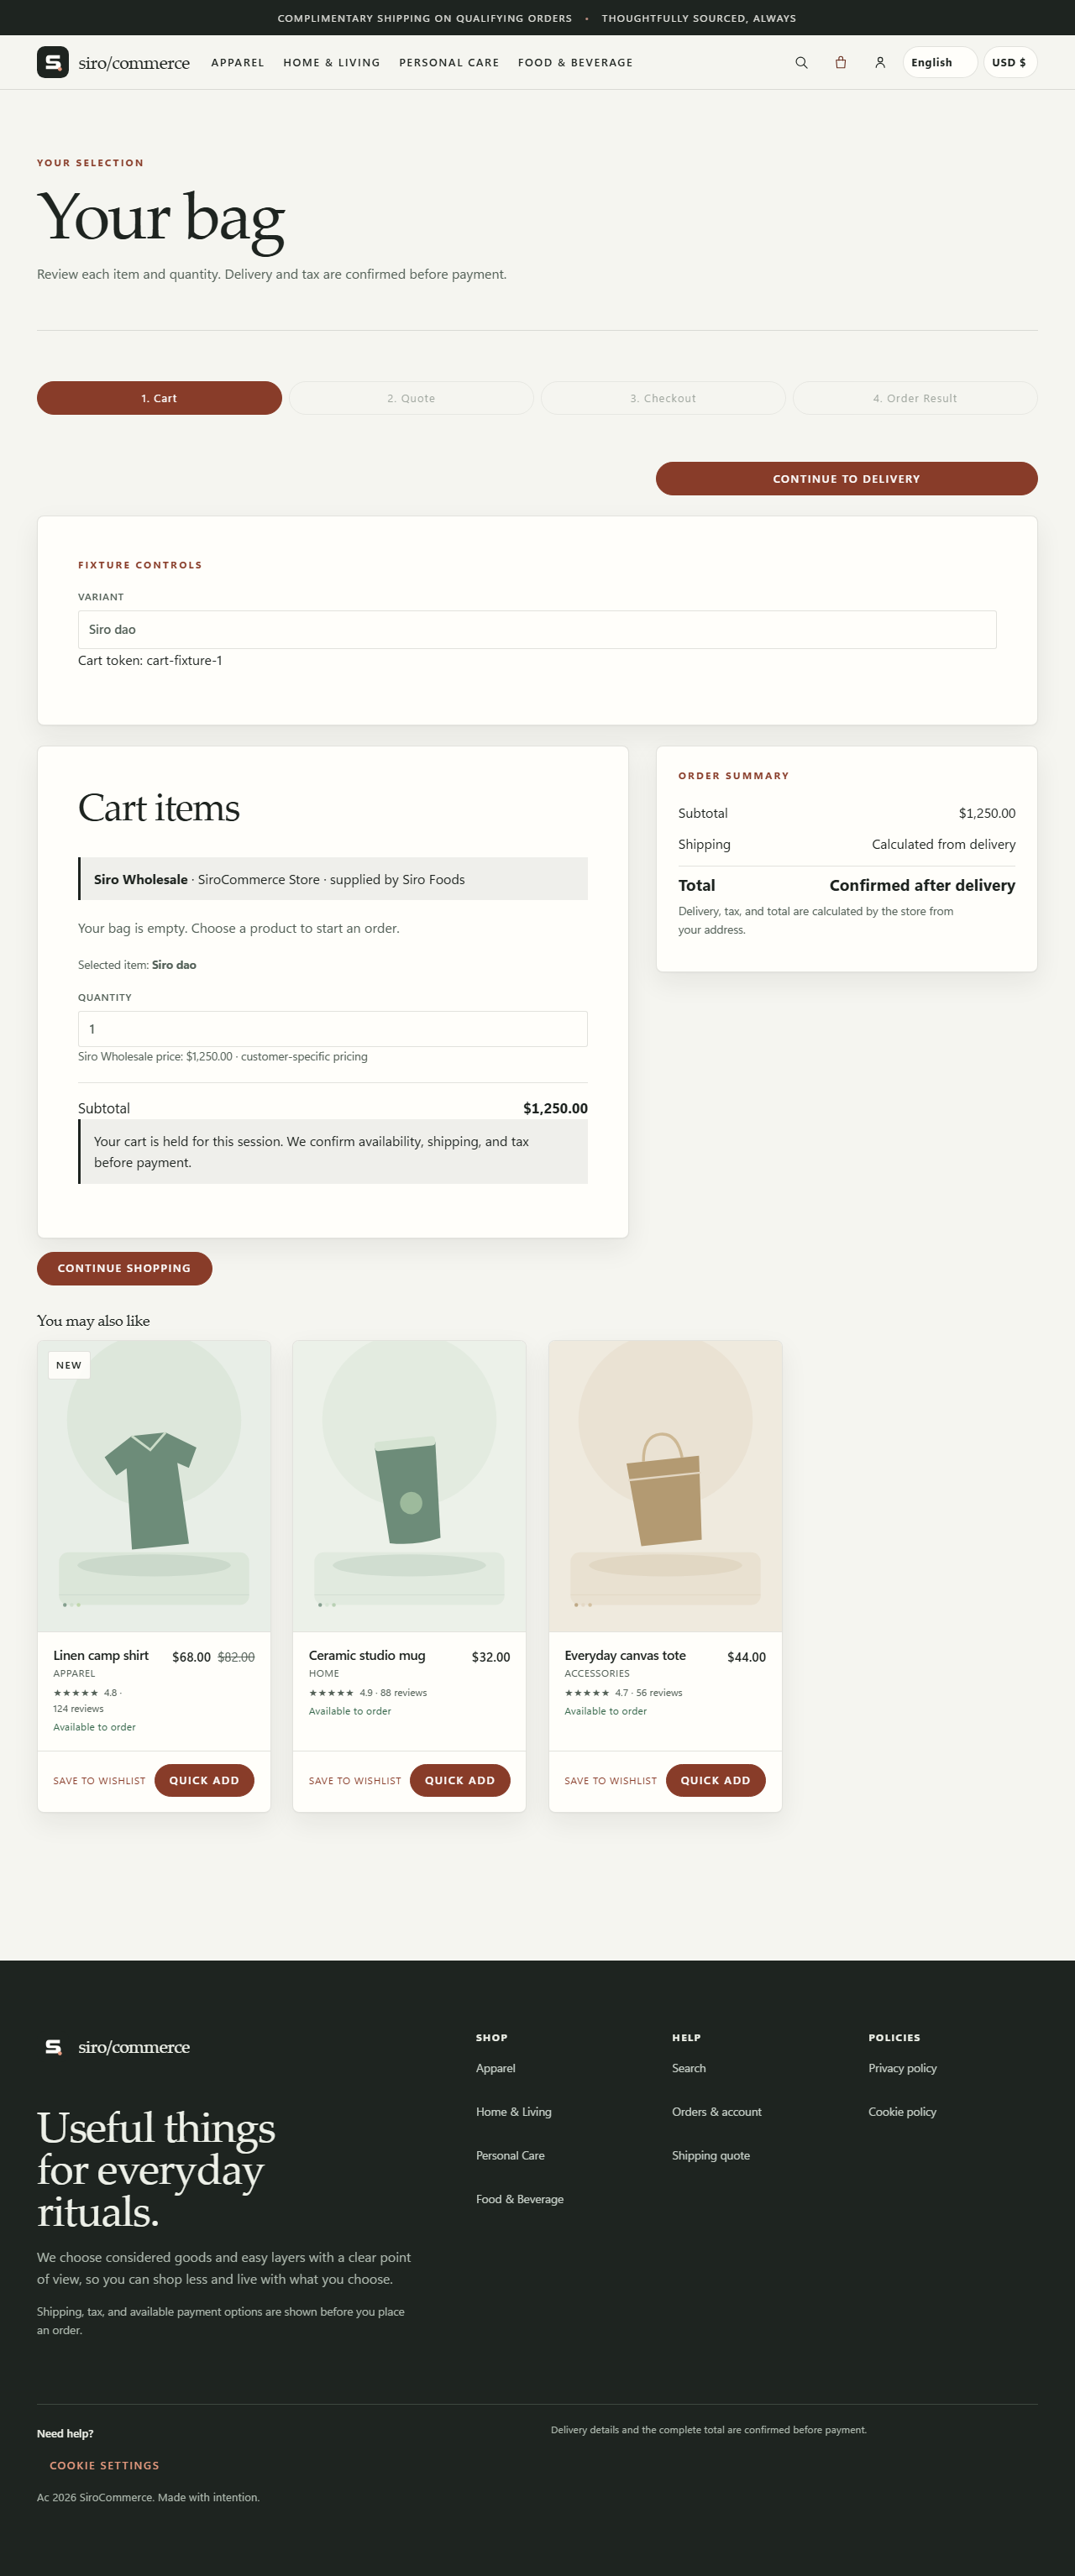 COMPLIMENTARY SHIPPING ON QUALIFYING ORDERS • THOUGHTFULLY SOURCED, ALWAYS
S siro/commerce APPAREL HOME & LIVING PERSONAL CARE FOOD & BEVERAGE English USD $
YOUR SELECTION
Your bag
Review each item and quantity. Delivery and tax are confirmed before payment.
1. Cart 2. Quote 3. Checkout 4. Order Result
CONTINUE TO DELIVERY
FIXTURE CONTROLS
VARIANT
Siro dao
Cart token: cart-fixture-1
Cart items
Siro Wholesale · SiroCommerce Store · supplied by Siro Foods
Your bag is empty. Choose a product to start an order.
Selected item: Siro dao
QUANTITY
1
Siro Wholesale price: $1,250.00 · customer-specific pricing
Subtotal $1,250.00
Your cart is held for this session. We confirm availability, shipping, and tax
before payment.
ORDER SUMMARY
Subtotal $1,250.00
Shipping Calculated from delivery
Total Confirmed after delivery
Delivery, tax, and total are calculated by the store from
your address.
CONTINUE SHOPPING
You may also like
NEW
Linen camp shirt $68.00 $82.00
APPAREL
★★★★★ 4.8 ·
124 reviews
Available to order
SAVE TO WISHLIST QUICK ADD
Ceramic studio mug $32.00
HOME
★★★★★ 4.9 · 88 reviews
Available to order
SAVE TO WISHLIST QUICK ADD
Everyday canvas tote $44.00
ACCESSORIES
★★★★★ 4.7 · 56 reviews
Available to order
SAVE TO WISHLIST QUICK ADD
S siro/commerce
Useful things
for everyday
rituals.
We choose considered goods and easy layers with a clear point
of view, so you can shop less and live with what you choose.
Shipping, tax, and available payment options are shown before you place
an order.
SHOP
Apparel
Home & Living
Personal Care
Food & Beverage
HELP
Search
Orders & account
Shipping quote
POLICIES
Privacy policy
Cookie policy
Need help?
COOKIE SETTINGS
Ac 2026 SiroCommerce. Made with intention.
Delivery details and the complete total are confirmed before payment.